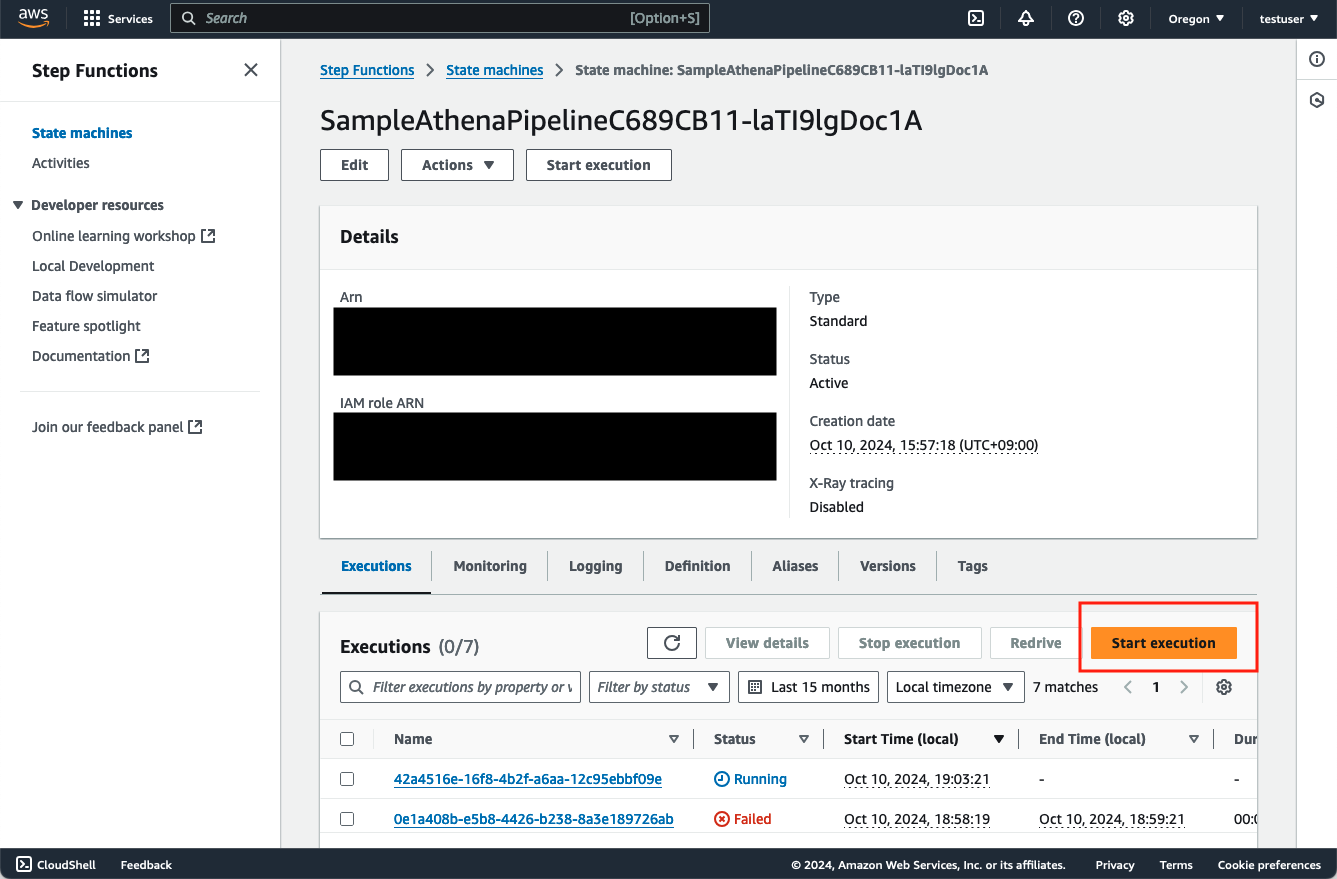 aws Services Search [Option+S] Oregon testuser
Step Functions
State machines
Activities
Developer resources
Online learning workshop
Local Development
Data flow simulator
Feature spotlight
Documentation
Join our feedback panel
Step Functions State machines State machine: SampleAthenaPipelineC689CB11-laTI9lgDoc1A
SampleAthenaPipelineC689CB11-laTI9lgDoc1A
Edit Actions Start execution
Details
Arn
IAM role ARN
Type
Standard
Status
Active
Creation date
Oct 10, 2024, 15:57:18 (UTC+09:00)
X-Ray tracing
Disabled
Executions Monitoring Logging Definition Aliases Versions Tags
Executions (0/7) View details Stop execution Redrive Start execution
Filter executions by property or v Filter by status Last 15 months Local timezone 7 matches 1
Name Status Start Time (local) End Time (local) Dur
42a4516e-16f8-4b2f-a6aa-12c95ebbf09e Running Oct 10, 2024, 19:03:21 - -
0e1a408b-e5b8-4426-b238-8a3e189726ab Failed Oct 10, 2024, 18:58:19 Oct 10, 2024, 18:59:21 00:0
CloudShell Feedback © 2024, Amazon Web Services, Inc. or its affiliates. Privacy Terms Cookie preferences